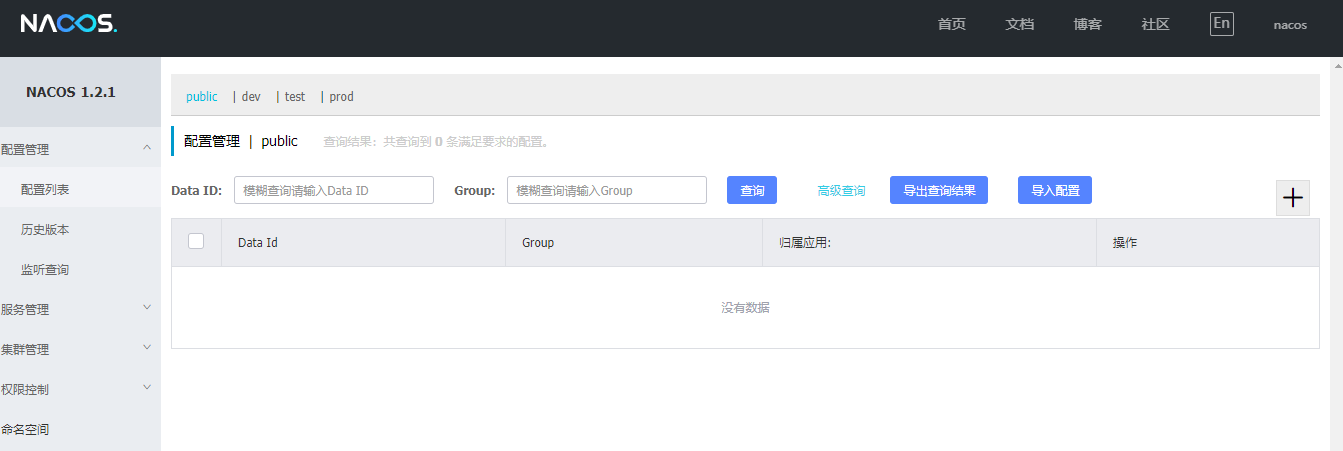 NACOS. 首页 文档 博客 社区 En nacos
NACOS 1.2.1
public | dev | test | prod
配置管理 | public 查询结果：共查询到 0 条满足要求的配置。
配置管理
配置列表
历史版本
监听查询
服务管理
集群管理
权限控制
命名空间
Data ID: 模糊查询请输入Data ID Group: 模糊查询请输入Group 查询 高级查询 导出查询结果 导入配置
Data Id Group 归属应用: 操作
没有数据